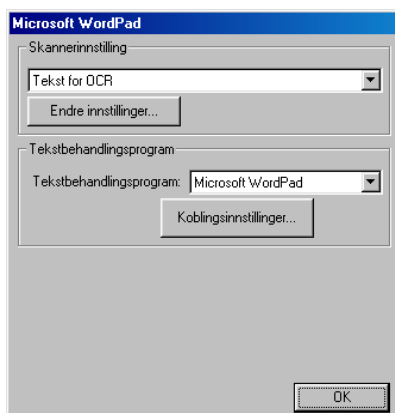 Microsoft WordPad
Skannerinnstilling
Tekst for OCR
Endre innstillinger...
Tekstbehandlingsprogram
Tekstbehandlingsprogram: Microsoft WordPad
Koblingsinnstillinger...
OK